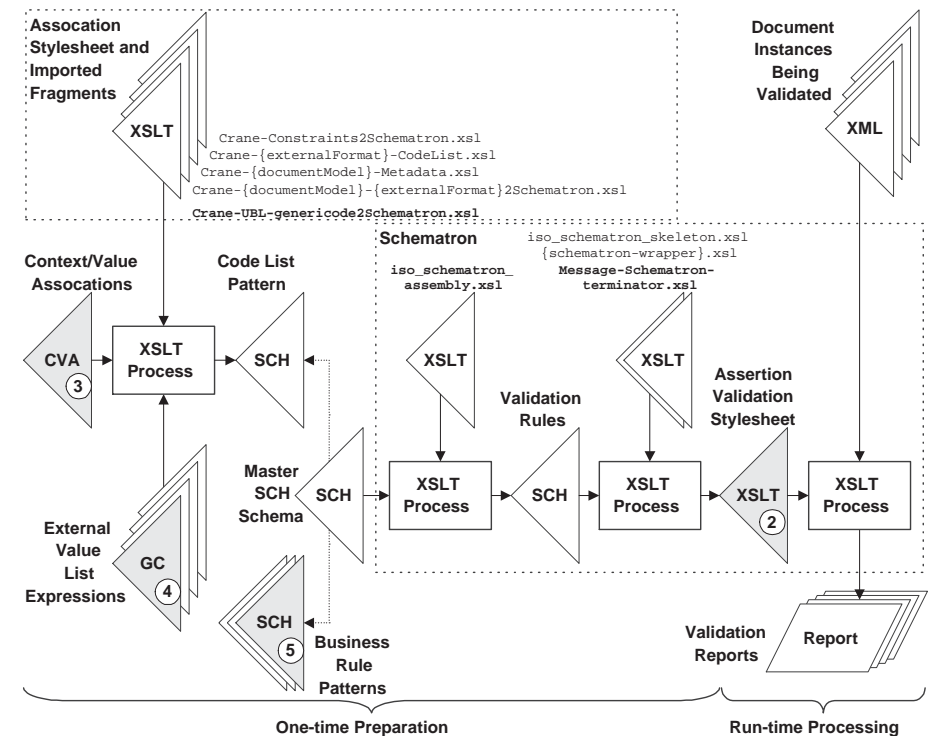 Assocation
Stylesheet and
Imported
Fragments
XSLT
Crane-Constraints2Schematron.xsl
Crane-{externalFormat}-CodeList.xsl
Crane-{documentModel}-Metadata.xsl
Crane-{documentModel}-{externalFormat}2Schematron.xsl
Crane-UBL-genericode2Schematron.xsl
Document
Instances
Being
Validated
XML
Schematron
iso_schematron_
assembly.xsl
iso_schematron_skeleton.xsl
{schematron-wrapper}.xsl
Message-Schematron-
terminator.xsl
Context/Value
Assocations
Code List
Pattern
CVA
3
XSLT
Process
SCH
XSLT
XSLT
Validation
Rules
Assertion
Validation
Stylesheet
Master
SCH
Schema
SCH
XSLT
Process
SCH
XSLT
Process
XSLT
2
XSLT
Process
External
Value
List
Expressions
GC
4
SCH
5
Business
Rule
Patterns
Validation
Reports
Report
One-time Preparation
Run-time Processing